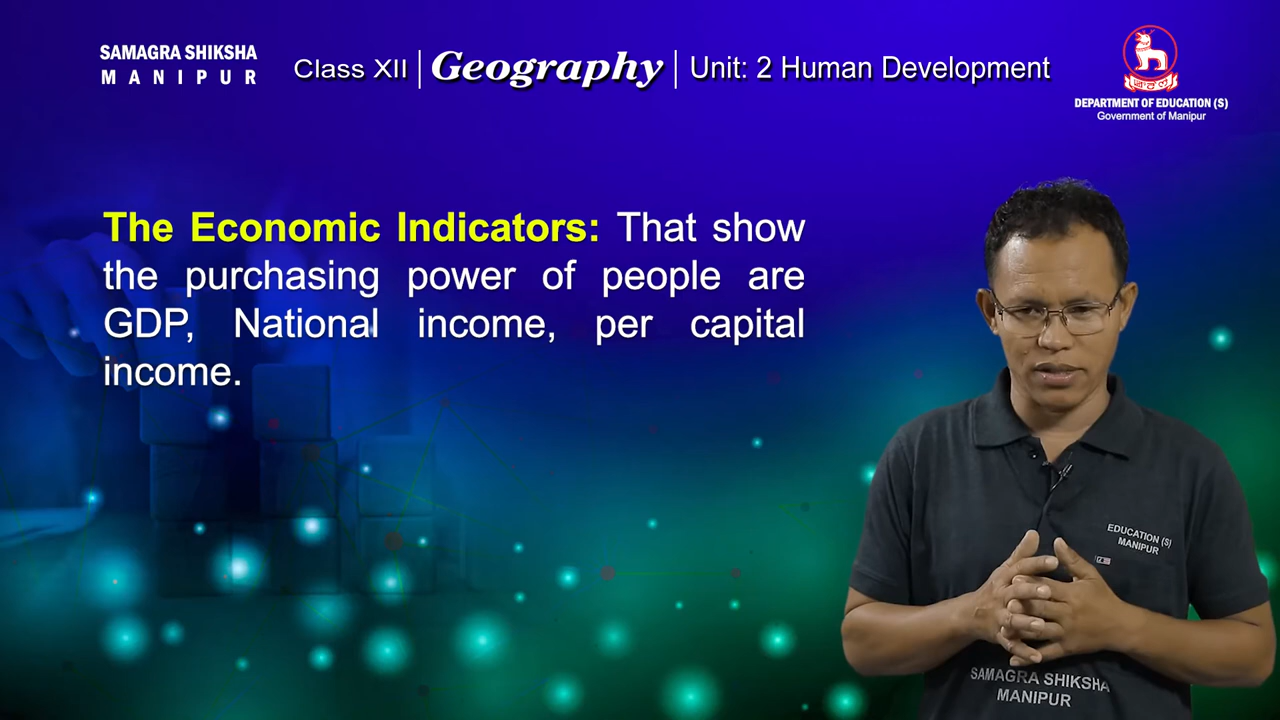 SAMAGRA SHIKSHA
MANIPUR
Class XII | Geography | Unit: 2 Human Development
DEPARTMENT OF EDUCATION (S)
Government of Manipur
The Economic Indicators: That show
the purchasing power of people are
GDP, National income, per capital
income.
EDUCATION (S)
MANIPUR
SAMAGRA SHIKSHA
MANIPUR